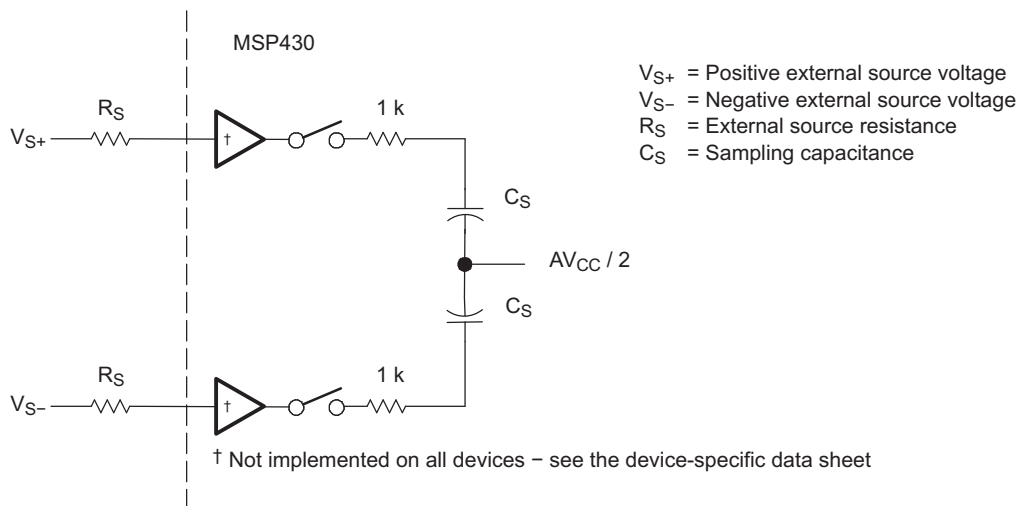 MSP430
V_S+ = Positive external source voltage
V_S− = Negative external source voltage
R_S = External source resistance
C_S = Sampling capacitance
R_S
1 k
V_S+
†
C_S
AV_CC / 2
C_S
R_S
1 k
V_S−
†
† Not implemented on all devices − see the device-specific data sheet